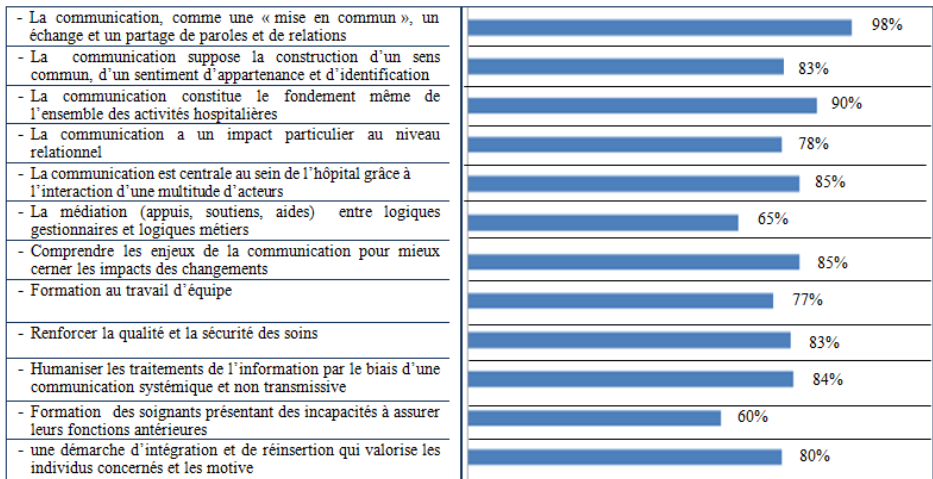 - La communication, comme une « mise en commun », un
échange et un partage de paroles et de relations
98%
- La communication suppose la construction d’un sens
commun, d’un sentiment d’appartenance et d’identification
83%
- La communication constitue le fondement même de
l’ensemble des activités hospitalières
90%
- La communication a un impact particulier au niveau
relationnel
78%
- La communication est centrale au sein de l’hôpital grâce à
l’interaction d’une multitude d’acteurs
85%
- La médiation (appuis, soutiens, aides) entre logiques
gestionnaires et logiques métiers
65%
- Comprendre les enjeux de la communication pour mieux
cerner les impacts des changements
85%
- Formation au travail d’équipe
77%
- Renforcer la qualité et la sécurité des soins
83%
- Humaniser les traitements de l’information par le biais d’une
communication systémique et non transmissive
84%
- Formation des soignants présentant des incapacités à assurer
leurs fonctions antérieures
60%
- une démarche d’intégration et de réinsertion qui valorise les
individus concernés et les motive
80%